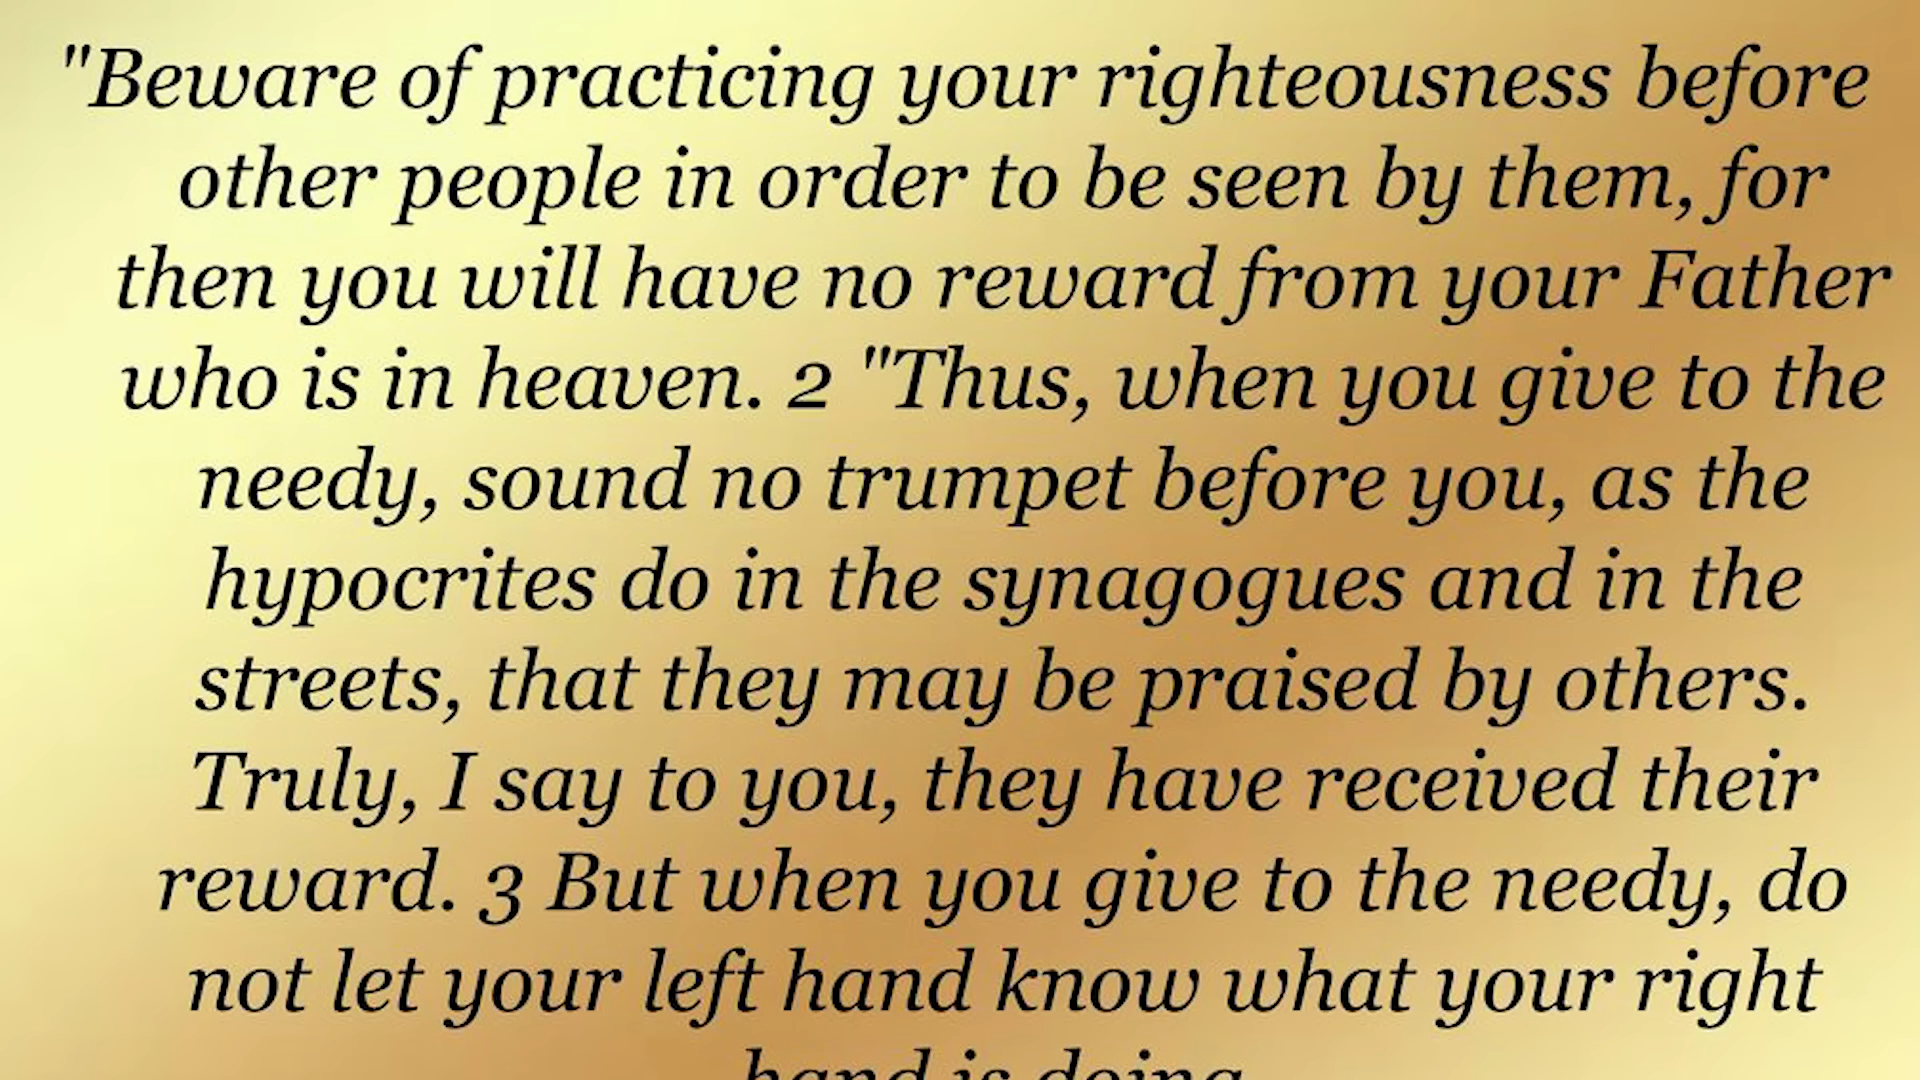 "Beware of practicing your righteousness before
other people in order to be seen by them, for
then you will have no reward from your Father
who is in heaven. 2 "Thus, when you give to the
needy, sound no trumpet before you, as the
hypocrites do in the synagogues and in the
streets, that they may be praised by others.
Truly, I say to you, they have received their
reward. 3 But when you give to the needy, do
not let your left hand know what your right
hand is doing